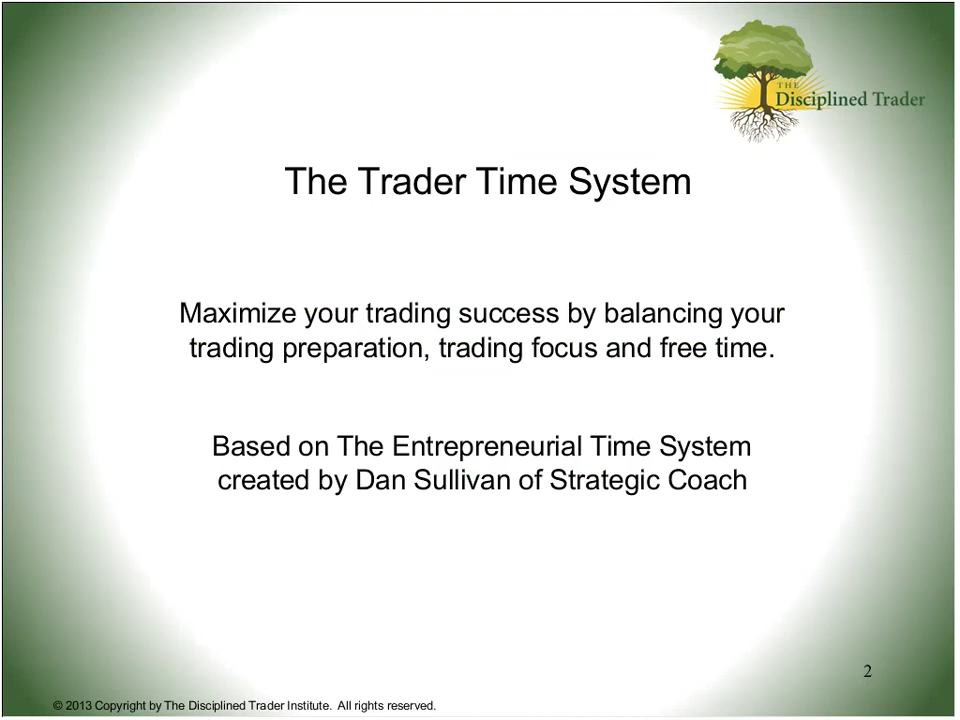 THE
Disciplined Trader
The Trader Time System
Maximize your trading success by balancing your
trading preparation, trading focus and free time.
Based on The Entrepreneurial Time System
created by Dan Sullivan of Strategic Coach
2
© 2013 Copyright by The Disciplined Trader Institute.  All rights reserved.